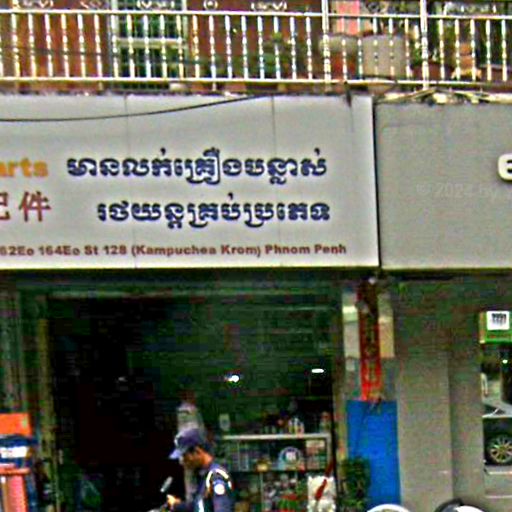 arts
មានលក់គ្រឿងបន្លាស់
件
រថយន្តគ្រប់ប្រភេទ
62Eo 164Eo St 128 (Kampuchea Krom) Phnom Penh